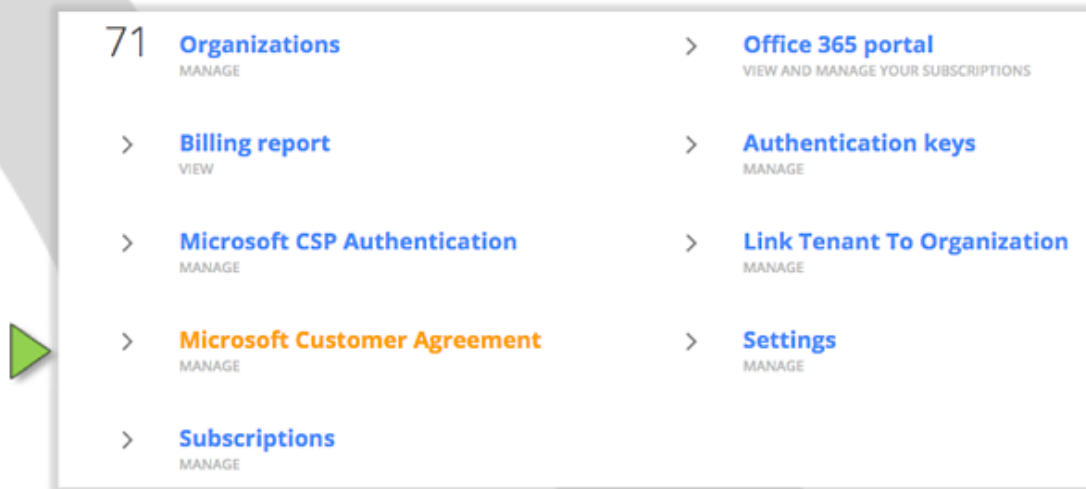 71 Organizations
MANAGE
Office 365 portal
VIEW AND MANAGE YOUR SUBSCRIPTIONS
Billing report
VIEW
Authentication keys
MANAGE
Microsoft CSP Authentication
MANAGE
Link Tenant To Organization
MANAGE
Microsoft Customer Agreement
MANAGE
Settings
MANAGE
Subscriptions
MANAGE